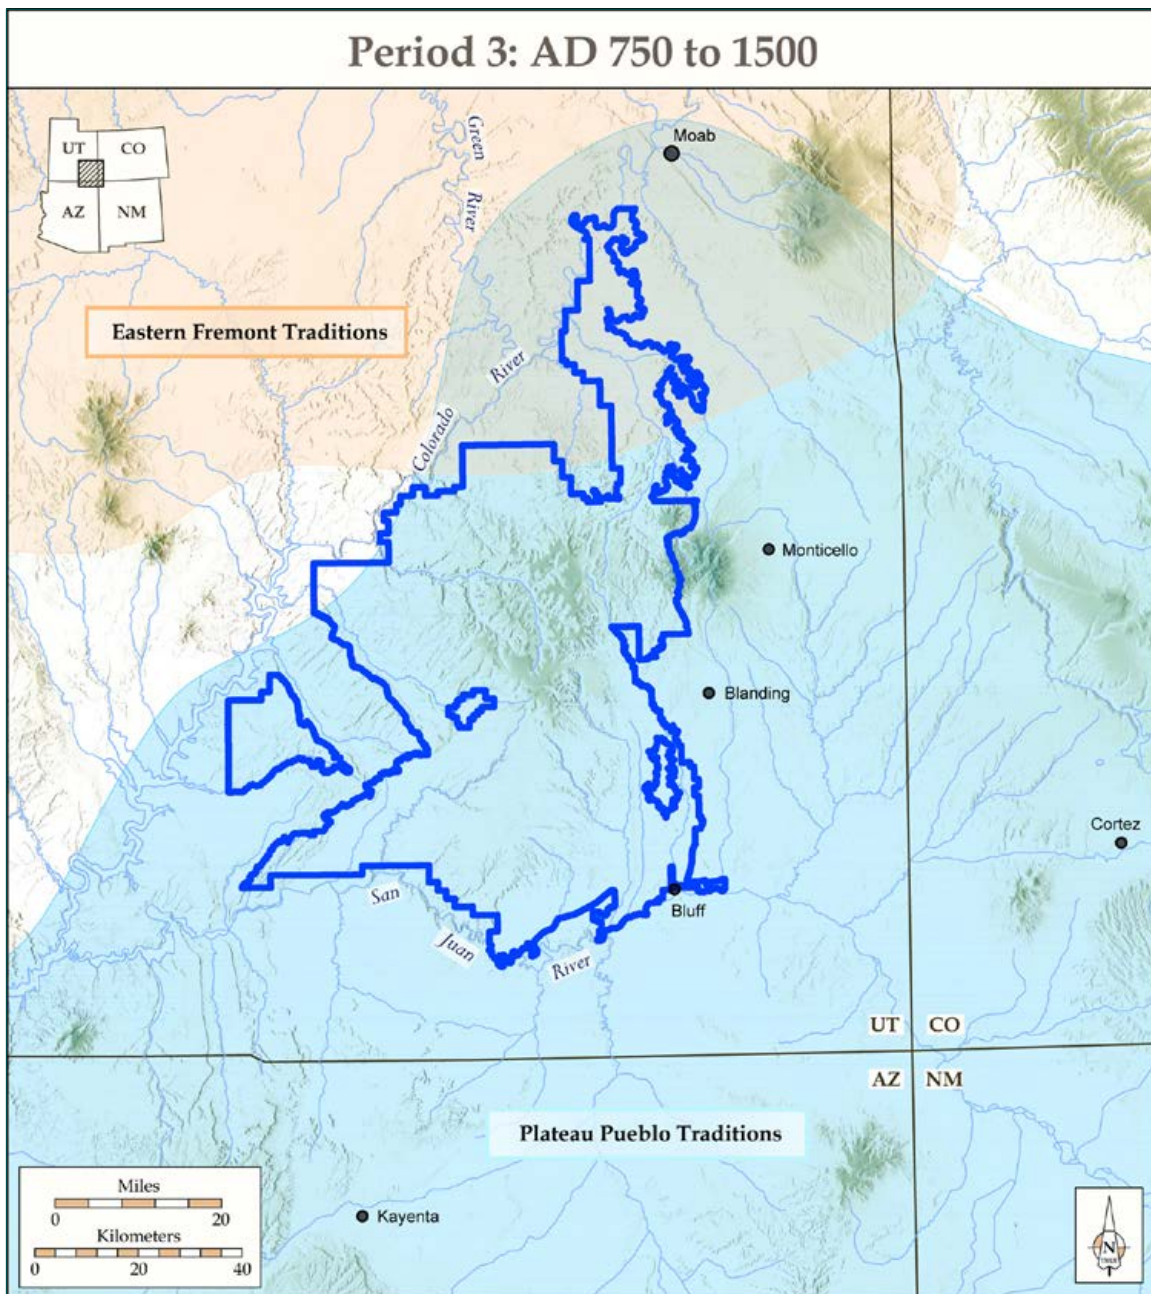 Period 3: AD 750 to 1500
UT
CO
AZ
NM
Green
River
Moab
Eastern Fremont Traditions
River
Colorado
Monticello
Blanding
Cortez
San
Juan
River
Bluff
UT
CO
AZ
NM
Plateau Pueblo Traditions
Kayenta
Miles
0
20
Kilometers
0
20
40
N